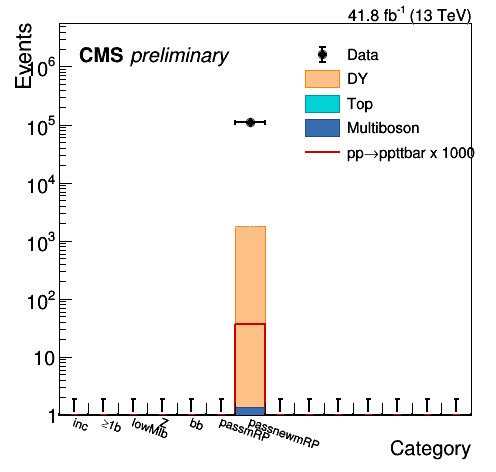 41.8 fb⁻¹ (13 TeV)
Events
CMS preliminary
Data
DY
Top
Multiboson
pp→ppttbar x 1000
10⁶
10⁵
10⁴
10³
10²
10
1
inc
≥1b
lowMlb
Z
bb
passmRP
passnewmRP
Category